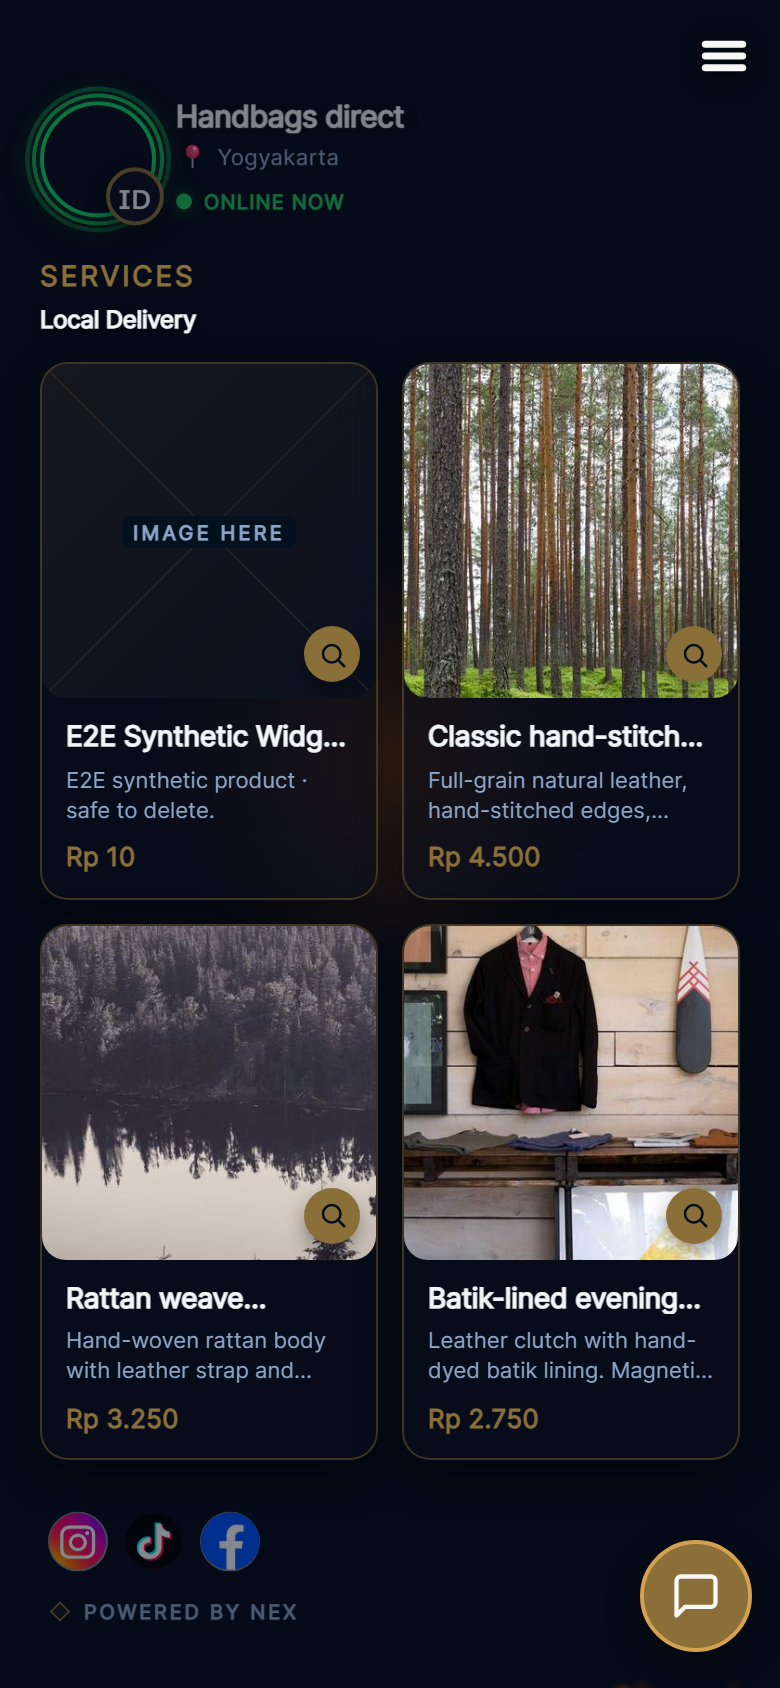 Handbags direct
📍 Yogyakarta
ID
ONLINE NOW
SERVICES
Local Delivery
IMAGE HERE
E2E Synthetic Widg...
E2E synthetic product ·
safe to delete.
Rp 10
Classic hand-stitch...
Full-grain natural leather,
hand-stitched edges,...
Rp 4.500
Rattan weave...
Hand-woven rattan body
with leather strap and...
Rp 3.250
Batik-lined evening...
Leather clutch with hand-
dyed batik lining. Magneti...
Rp 2.750
POWERED BY NEX